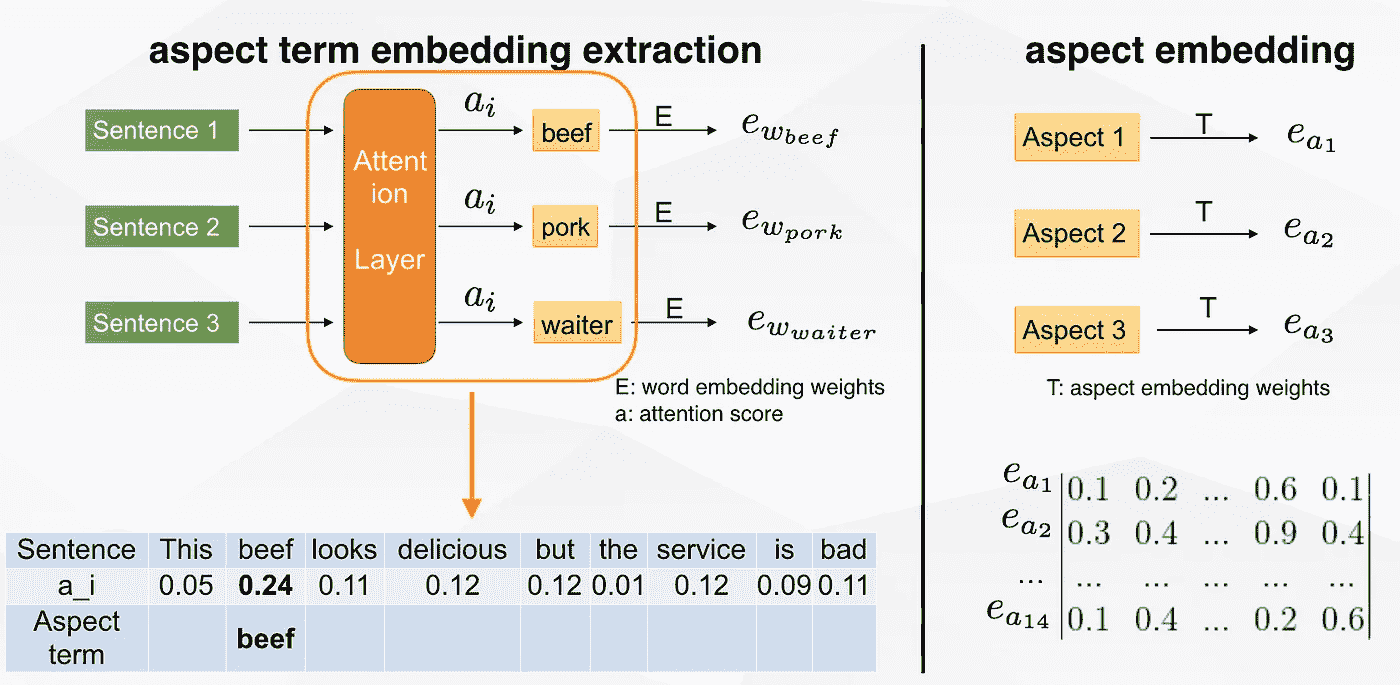 aspect term embedding extraction
Sentence 1
Sentence 2
Sentence 3
Attent
ion
Layer
a_i
a_i
a_i
beef
pork
waiter
E
E
E
e_{w_{beef}}
e_{w_{pork}}
e_{w_{waiter}}
E: word embedding weights
a: attention score
Sentence This beef looks delicious but the service is bad
a_i 0.05 0.24 0.11 0.12 0.12 0.01 0.12 0.09 0.11
Aspect
term beef
aspect embedding
Aspect 1 T e_{a_1}
Aspect 2 T e_{a_2}
Aspect 3 T e_{a_3}
T: aspect embedding weights
e_{a_1} 0.1 0.2 ... 0.6 0.1
e_{a_2} 0.3 0.4 ... 0.9 0.4
... ... ... ... ... ...
e_{a_{14}} 0.1 0.4 ... 0.2 0.6